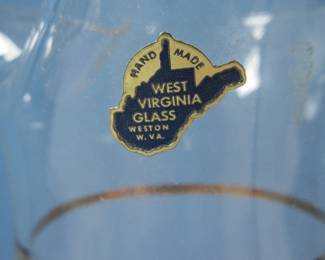 HAND MADE
WEST
VIRGINIA
GLASS
WESTON
W. VA.